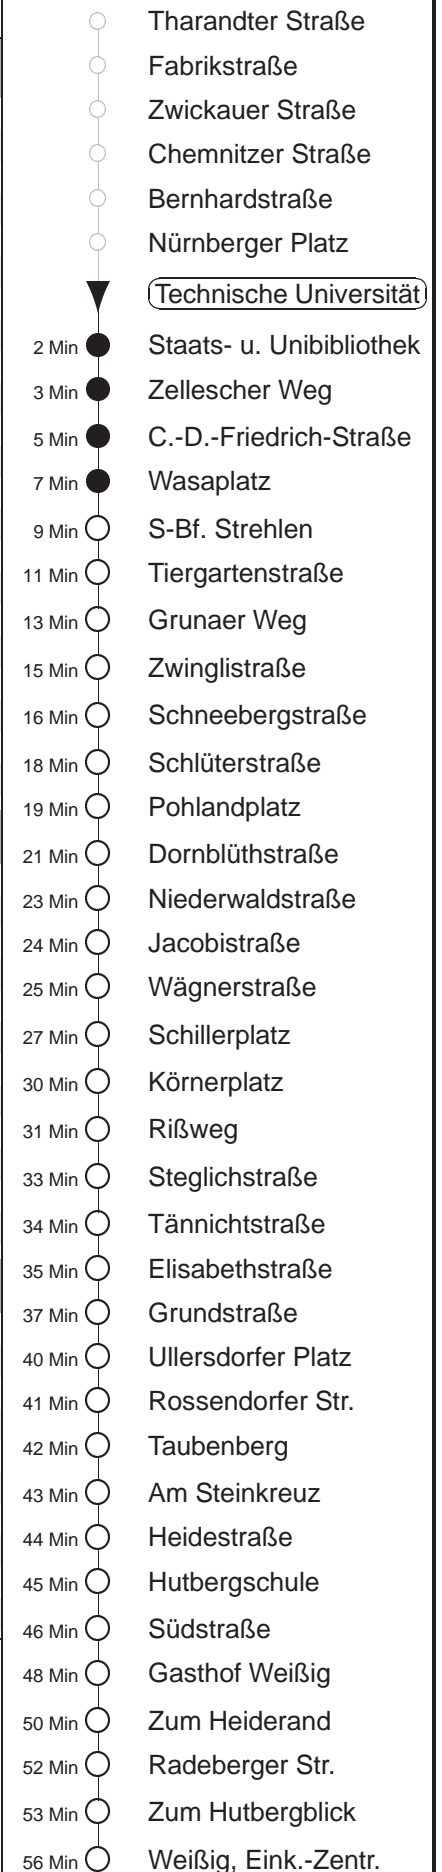 Tharandter Straße
Fabrikstraße
Zwickauer Straße
Chemnitzer Straße
Bernhardstraße
Nürnberger Platz
Technische Universität
2 Min Staats- u. Unibibliothek
3 Min Zellescher Weg
5 Min C.-D.-Friedrich-Straße
7 Min Wasaplatz
9 Min S-Bf. Strehlen
11 Min Tiergartenstraße
13 Min Grunaer Weg
15 Min Zwinglistraße
16 Min Schneebergstraße
18 Min Schlüterstraße
19 Min Pohlandplatz
21 Min Dornblüthstraße
23 Min Niederwaldstraße
24 Min Jacobistraße
25 Min Wägnerstraße
27 Min Schillerplatz
30 Min Körnerplatz
31 Min Rißweg
33 Min Steglichstraße
34 Min Tännichtstraße
35 Min Elisabethstraße
37 Min Grundstraße
40 Min Ullersdorfer Platz
41 Min Rossendorfer Str.
42 Min Taubenberg
43 Min Am Steinkreuz
44 Min Heidestraße
45 Min Hutbergschule
46 Min Südstraße
48 Min Gasthof Weißig
50 Min Zum Heiderand
52 Min Radeberger Str.
53 Min Zum Hutbergblick
56 Min Weißig, Eink.-Zentr.